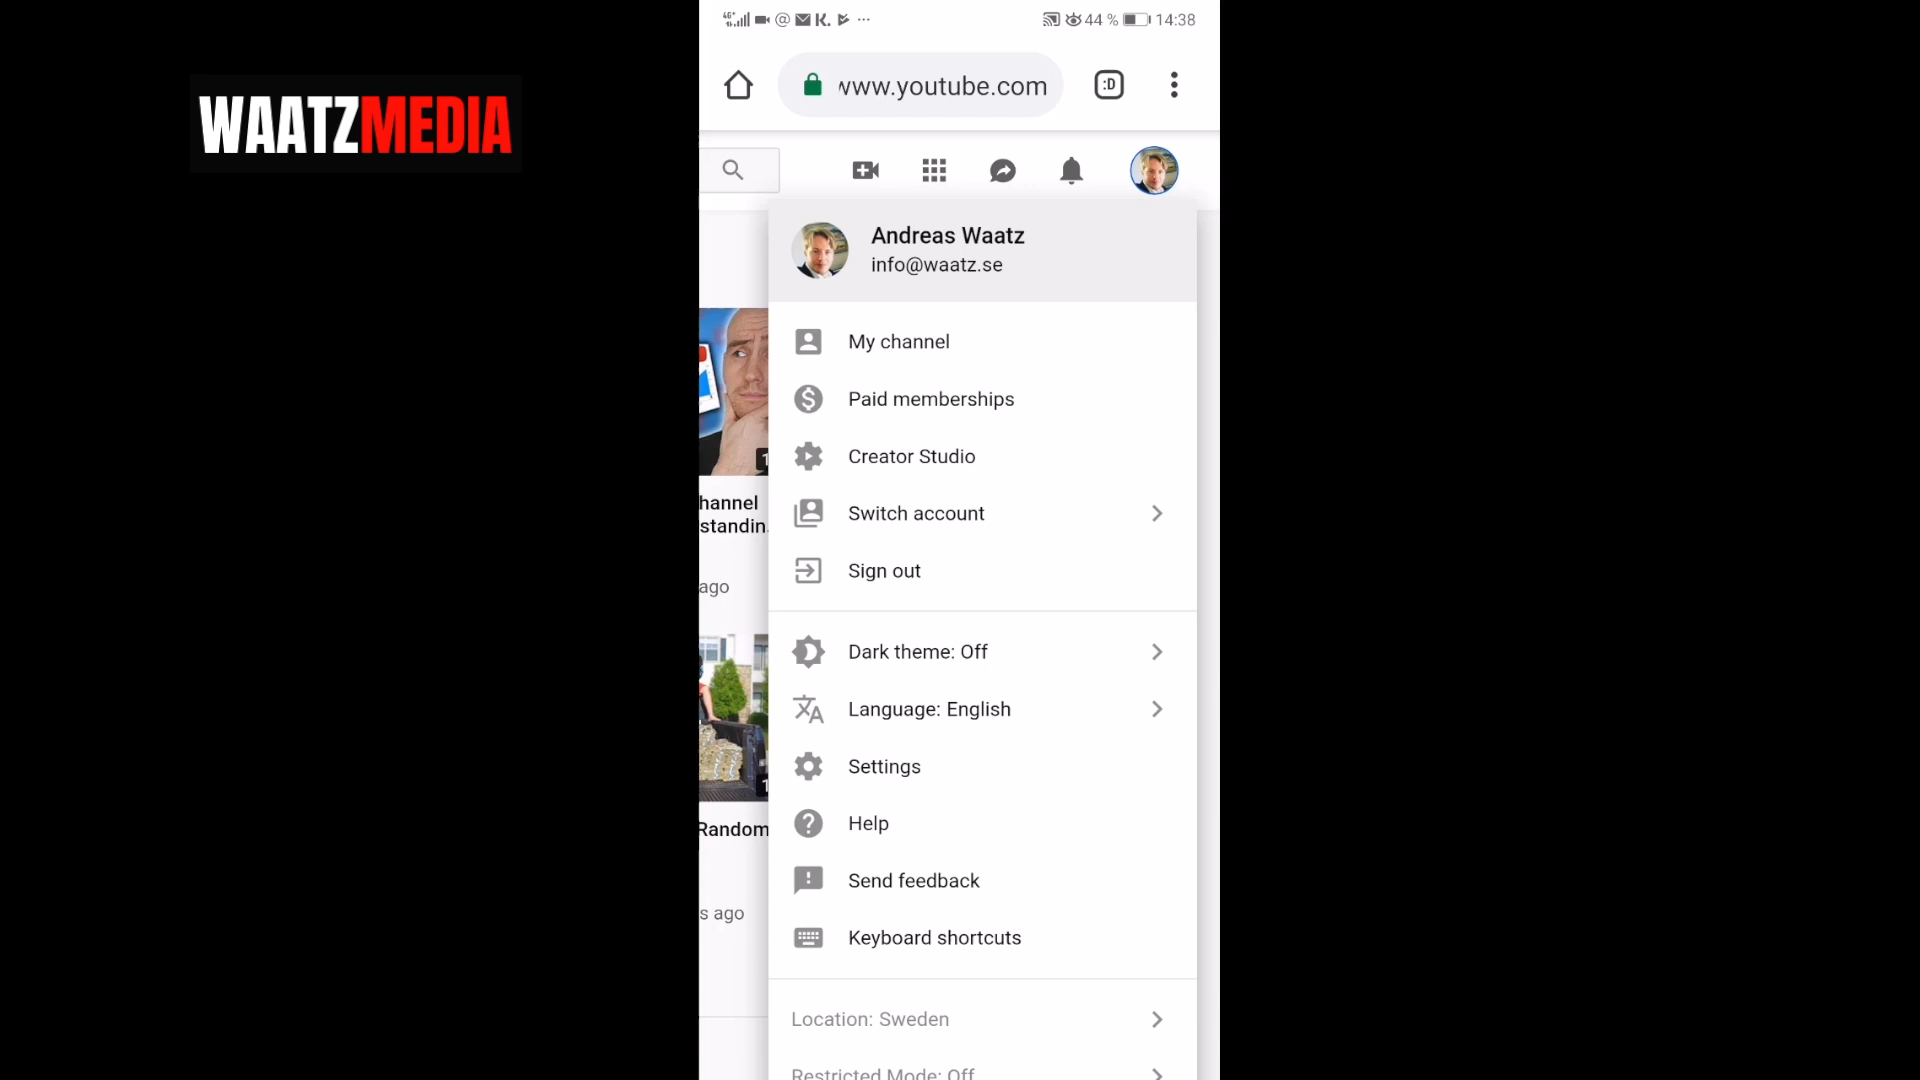 WAATZMEDIA
4G+ @ K. ... 44 % 14:38
www.youtube.com :D
Andreas Waatz
info@waatz.se
My channel
Paid memberships
Creator Studio
hannel
standin
Switch account
Sign out
ago
Dark theme: Off
Language: English
Settings
1
Help
Random
Send feedback
s ago
Keyboard shortcuts
Location: Sweden
Restricted Mode: Off